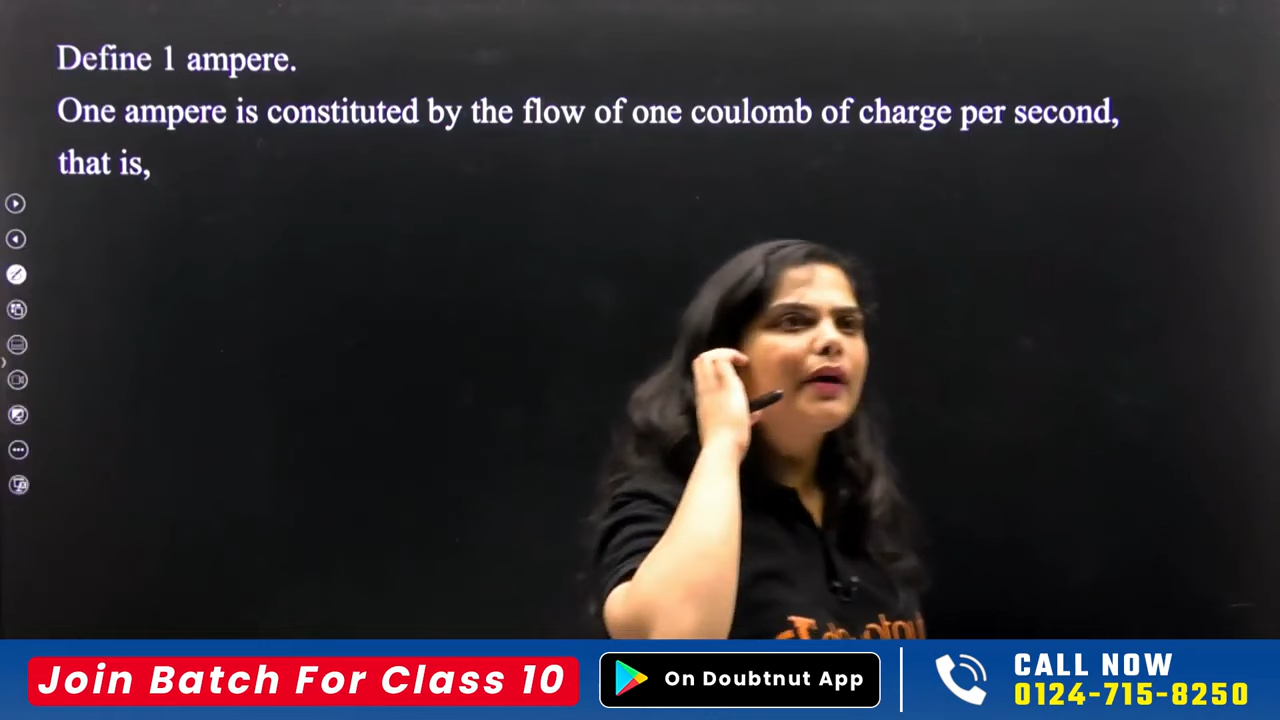 Define 1 ampere.
One ampere is constituted by the flow of one coulomb of charge per second,
that is,
Join Batch For Class 10
On Doubtnut App
CALL NOW
0124-715-8250